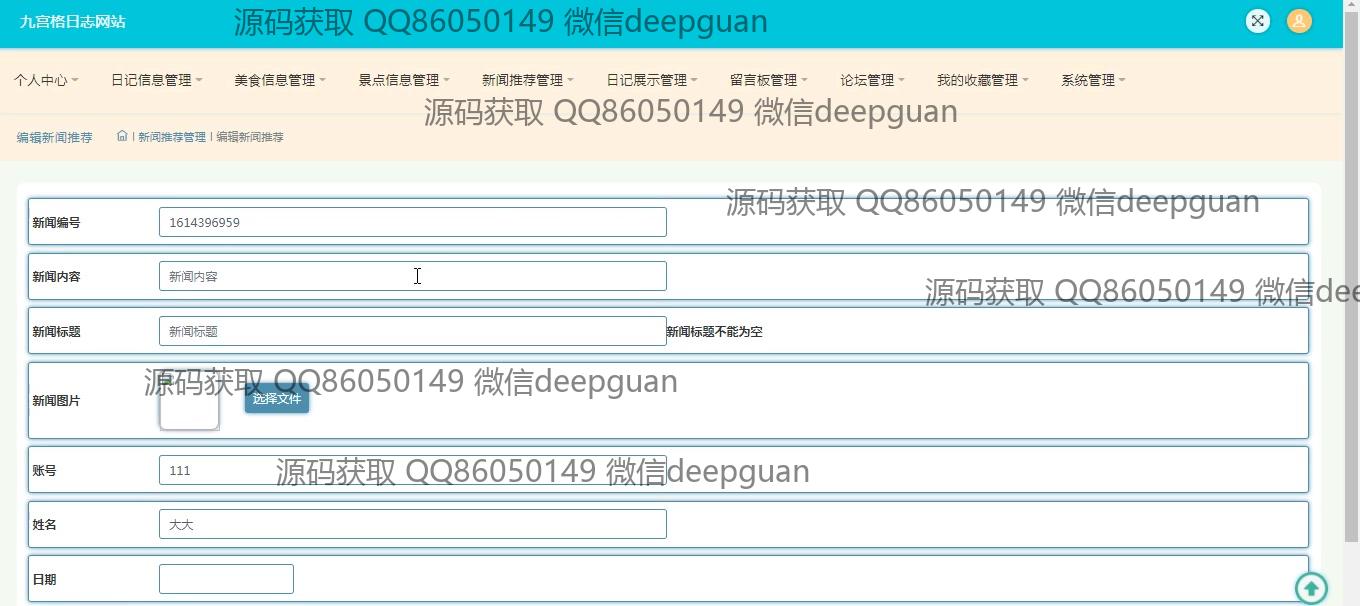 九宫格日志网站
源码获取 QQ86050149 微信deepguan
个人中心 日记信息管理 美食信息管理 景点信息管理 新闻推荐管理 日记展示管理 留言板管理 论坛管理 我的收藏管理 系统管理
源码获取 QQ86050149 微信deepguan
编辑新闻推荐 | 新闻推荐管理 | 编辑新闻推荐
源码获取 QQ86050149 微信deepguan
新闻编号 1614396959
新闻内容 新闻内容
源码获取 QQ86050149 微信dee
新闻标题 新闻标题 新闻标题不能为空
源码获取 QQ86050149 微信deepguan
新闻图片 选择文件
账号 111
源码获取 QQ86050149 微信deepguan
姓名 大大
日期